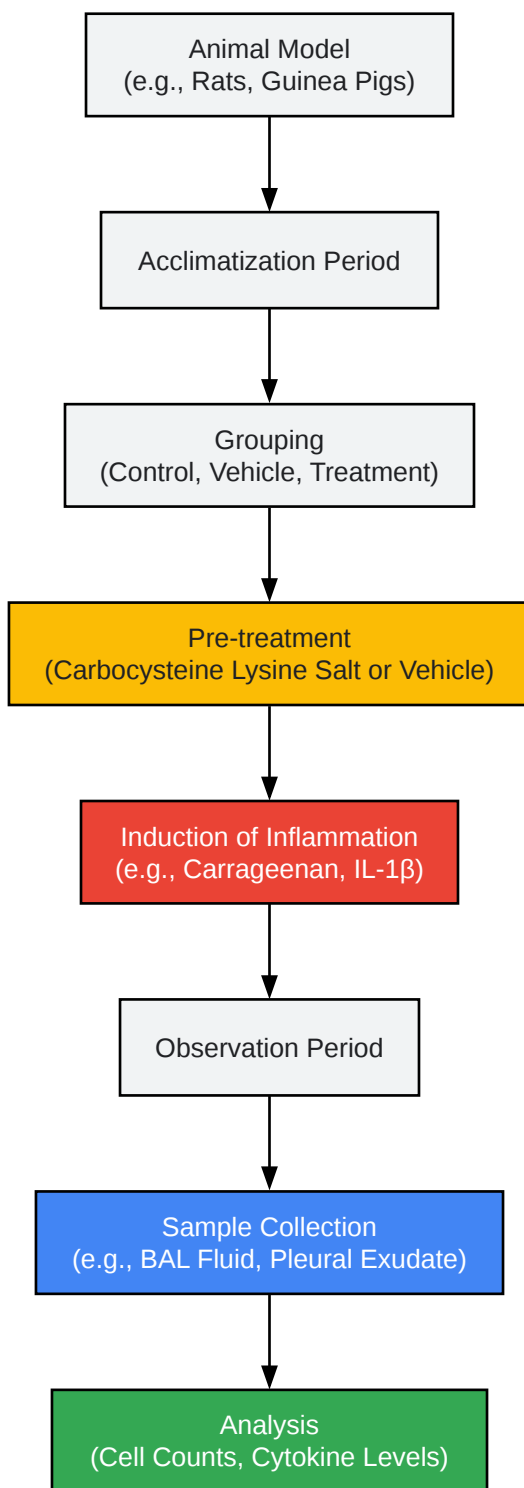 Animal Model
(e.g., Rats, Guinea Pigs)
Acclimatization Period
Grouping
(Control, Vehicle, Treatment)
Pre-treatment
(Carbocysteine Lysine Salt or Vehicle)
Induction of Inflammation
(e.g., Carrageenan, IL-1β)
Observation Period
Sample Collection
(e.g., BAL Fluid, Pleural Exudate)
Analysis
(Cell Counts, Cytokine Levels)